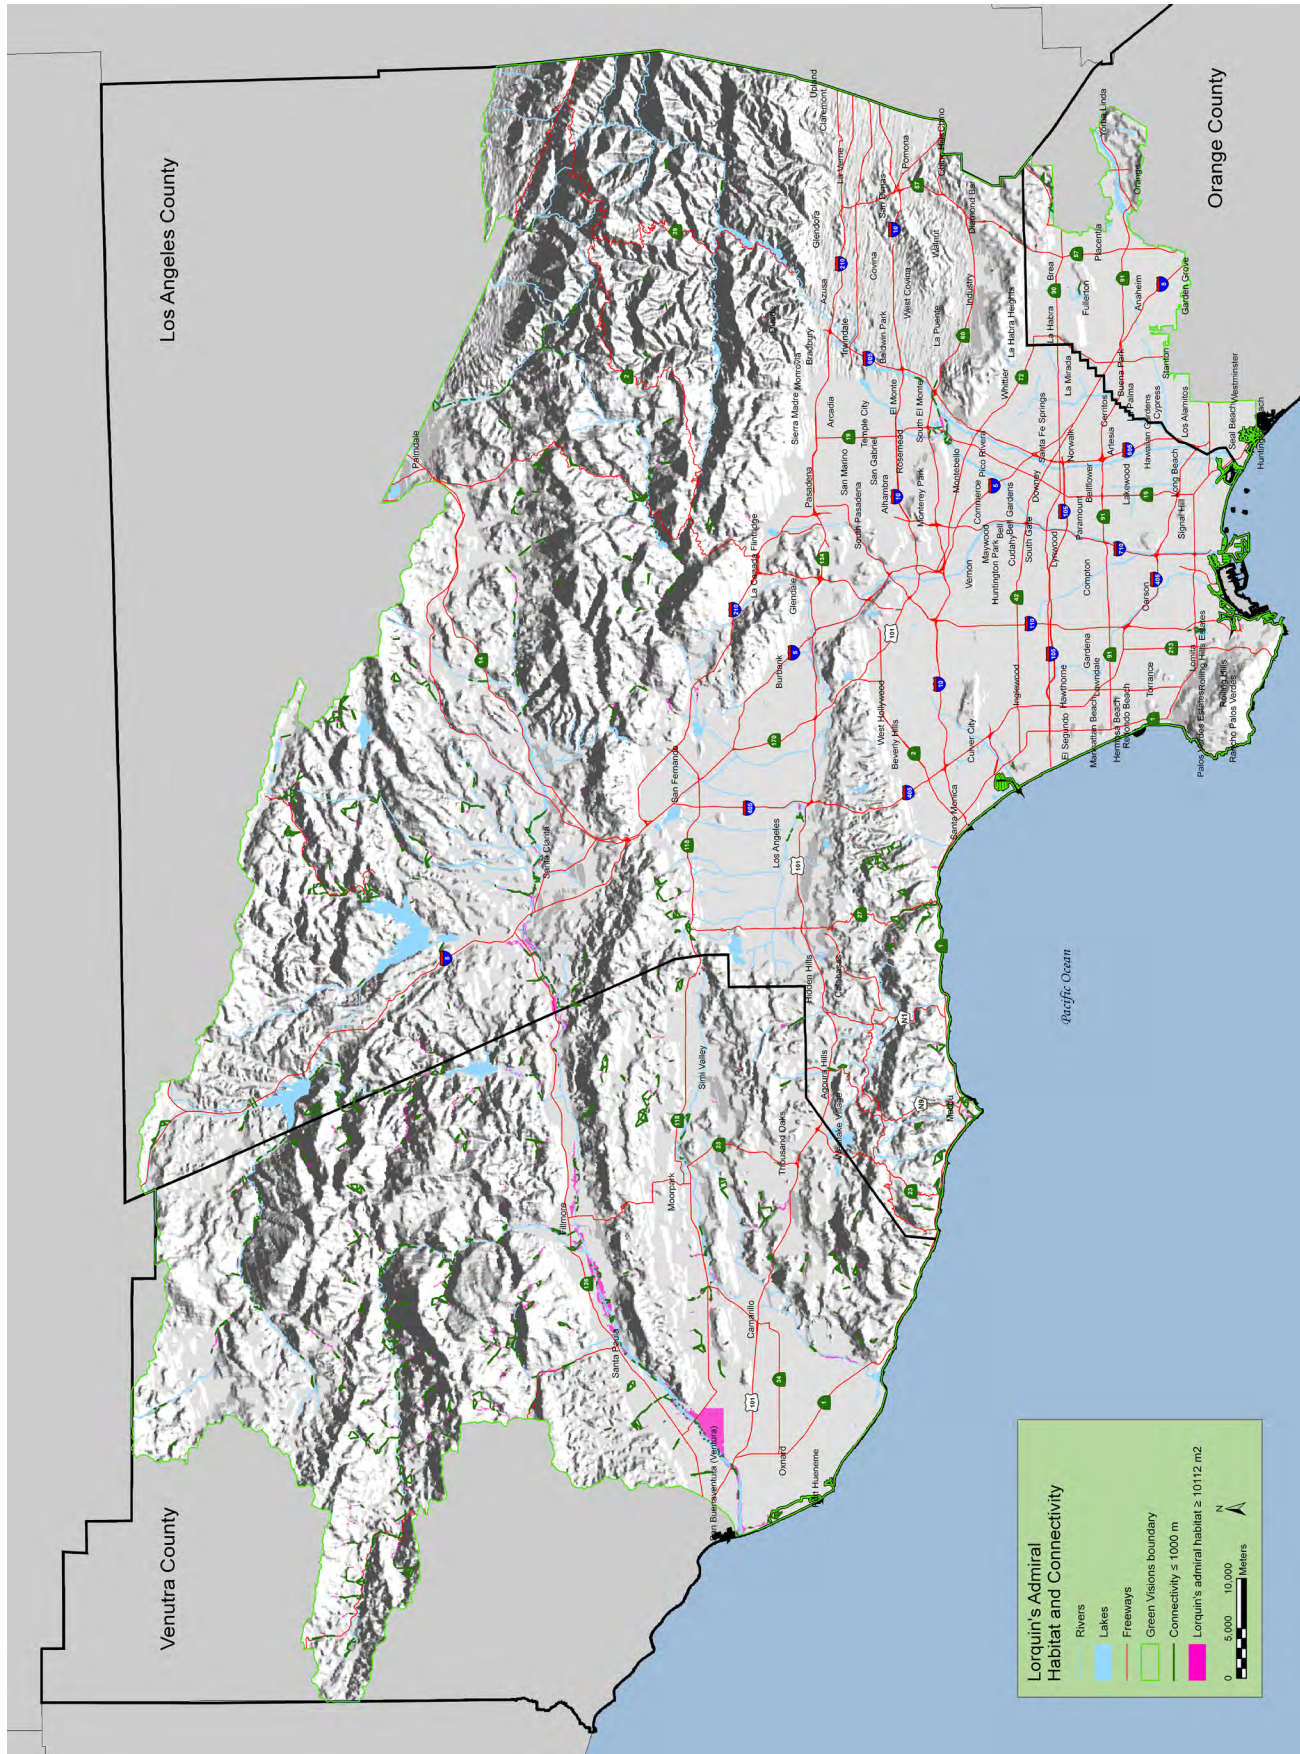 Venutra County
Los Angeles County
Orange County
Pacific Ocean
Palmdale
Santa Clarita
San Fernando
Fillmore
Santa Paula
Moorpark
Simi Valley
Thousand Oaks
Camarillo
Oxnard
Port Hueneme
San Buenaventura (Ventura)
Agoura Hills
Westlake Village
Hidden Hills
Calabasas
Malibu
Los Angeles
Burbank
Glendale
La Canada Flintridge
Pasadena
South Pasadena
San Marino
Alhambra
San Gabriel
Temple City
Rosemead
Arcadia
Sierra Madre
Monrovia
Bradbury
Duarte
Irwindale
Azusa
Glendora
Baldwin Park
El Monte
South El Monte
Monterey Park
Montebello
Covina
West Covina
La Puente
Industry
Walnut
San Dimas
La Verne
Claremont
Upland
Pomona
Chino
Chino Hills
Diamond Bar
La Habra Heights
La Habra
Brea
Fullerton
Placentia
Yorba Linda
Orange
Anaheim
Garden Grove
Stanton
Buena Park
La Palma
Cypress
Los Alamitos
Westminster
Seal Beach
Whittier
La Mirada
Santa Fe Springs
Norwalk
Pico Rivera
Downey
Commerce
Bell Gardens
Bell
Cudahy
Maywood
Huntington Park
Vernon
South Gate
Lynwood
Paramount
Bellflower
Cerritos
Artesia
Hawaiian Gardens
Lakewood
Long Beach
Signal Hill
Compton
Carson
West Hollywood
Beverly Hills
Culver City
Santa Monica
Inglewood
Hawthorne
El Segundo
Gardena
Lawndale
Manhattan Beach
Hermosa Beach
Redondo Beach
Torrance
Lomita
Palos Verdes Estates
Rolling Hills Estates
Rolling Hills
Rancho Palos Verdes
Lorquin's Admiral
Habitat and Connectivity
Rivers
Lakes
Freeways
Green Visions boundary
Connectivity ≤ 1000 m
Lorquin's admiral habitat ≥ 10112 m2
N
0 5,000 10,000
Meters